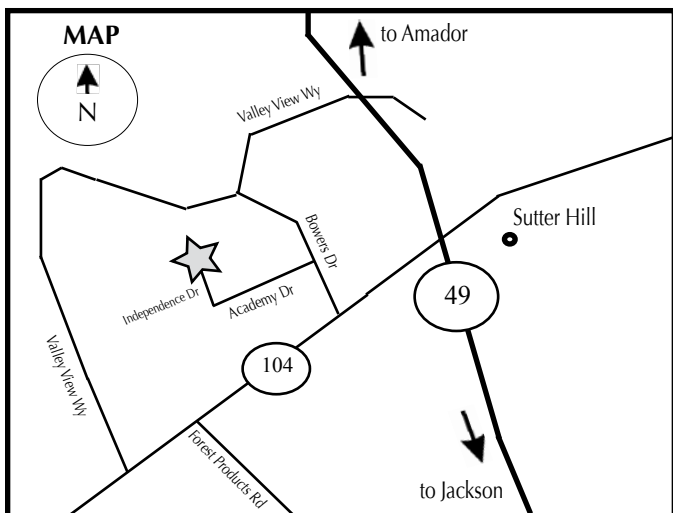 MAP
to Amador
N
Valley View Wy
Sutter Hill
Bowers Dr
Independence Dr
Academy Dr
49
Valley View Wy
104
Forest Products Rd
to Jackson